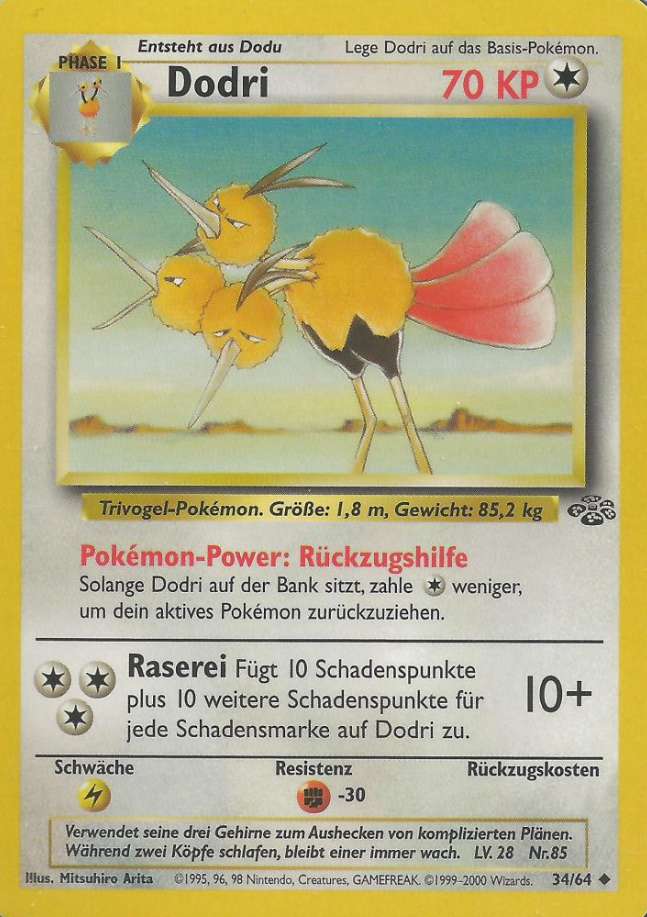 Entsteht aus Dodu
Lege Dodri auf das Basis-Pokémon.
PHASE 1
Dodri
70 KP
Trivogel-Pokémon. Größe: 1,8 m, Gewicht: 85,2 kg
Pokémon-Power: Rückzugshilfe
Solange Dodri auf der Bank sitzt, zahle weniger,
um dein aktives Pokémon zurückzuziehen.
Raserei Fügt 10 Schadenspunkte
plus 10 weitere Schadenspunkte für
jede Schadensmarke auf Dodri zu.
10+
Schwäche
Resistenz
Rückzugskosten
-30
Verwendet seine drei Gehirne zum Aushecken von komplizierten Plänen.
Während zwei Köpfe schlafen, bleibt einer immer wach. LV. 28 Nr. 85
Illus. Mitsuhiro Arita ©1995, 96, 98 Nintendo, Creatures, GAMEFREAK. ©1999-2000 Wizards. 34/64